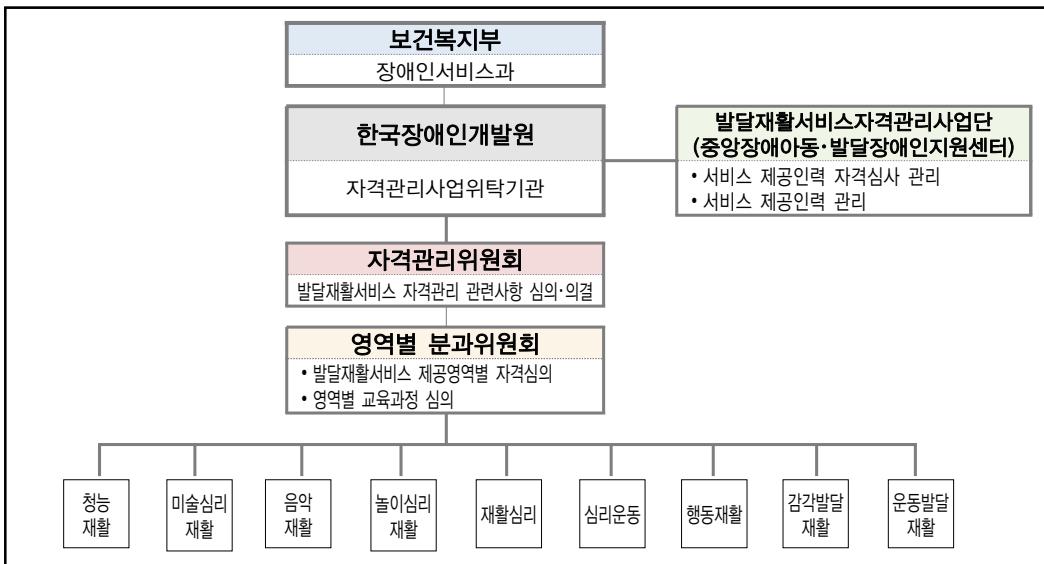 보건복지부
장애인서비스과
한국장애인개발원
자격관리사업위탁기관
발달재활서비스자격관리사업단
(중앙장애아동·발달장애인지원센터)
• 서비스 제공인력 자격심사 관리
• 서비스 제공인력 관리
자격관리위원회
발달재활서비스 자격관리 관련사항 심의·의결
영역별 분과위원회
• 발달재활서비스 제공영역별 자격심의
• 영역별 교육과정 심의
청능
재활
미술심리
재활
음악
재활
놀이심리
재활
재활심리
심리운동
행동재활
감각발달
재활
운동발달
재활